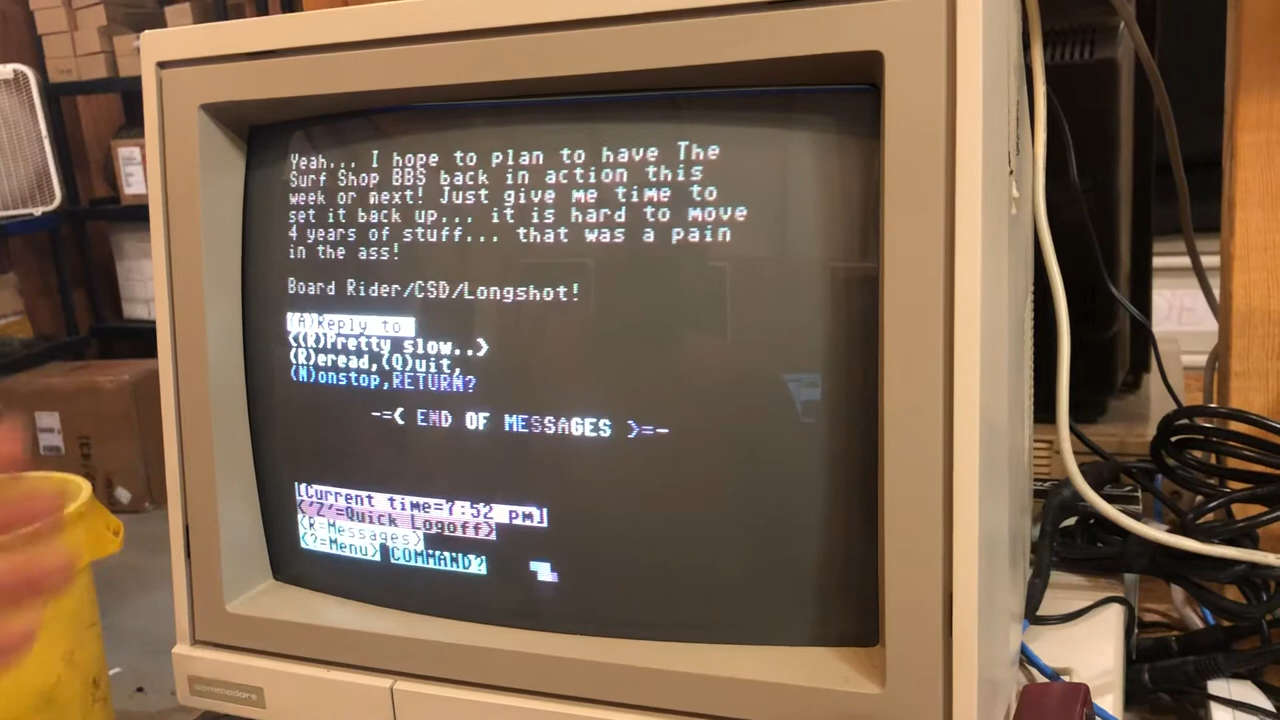 Yeah... I hope to plan to have The
Surf Shop BBS back in action this
week or next! Just give me time to
set it back up... it is hard to move
4 years of stuff... that was a pain
in the ass!
Board Rider/CSD/Longshot!
(A)Reply to
<(R)Pretty slow..>
(R)eread,(Q)uit,
(N)onstop,RETURN?
-=< END OF MESSAGES >=-
[Current time=7:52 pm]
<'Z'=Quick Logoff>
<R=Messages>
<?=Menu> COMMAND?
commodore